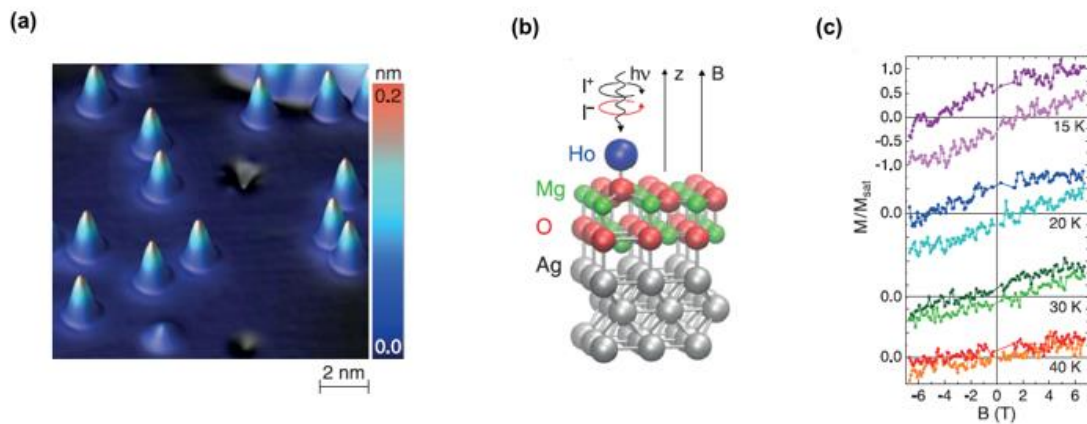 (a)
nm
0.2
0.0
2 nm
(b)
hν
z
B
I⁺
I⁻
Ho
Mg
O
Ag
(c)
M/Msat
1.0
0.5
0.0
-0.5
-1.0
15 K
0.0
20 K
0.0
30 K
0.0
40 K
-6 -4 -2 0 2 4 6
B (T)